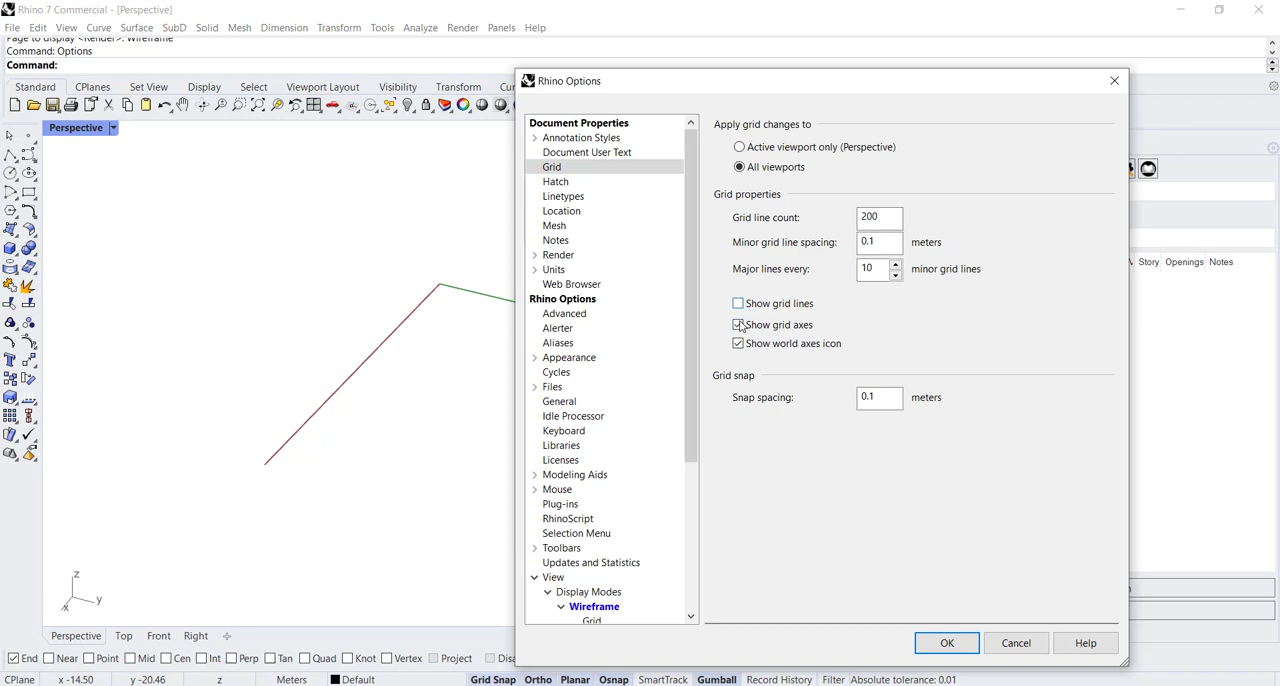 Rhino 7 Commercial - [Perspective]
File Edit View Curve Surface SubD Solid Mesh Dimension Transform Tools Analyze Render Panels Help
Page to display <Render>: Wireframe
Command: Options
Command:
Standard CPlanes Set View Display Select Viewport Layout Visibility Transform
Perspective
Rhino Options
Document Properties
Annotation Styles
Document User Text
Grid
Hatch
Linetypes
Location
Mesh
Notes
Render
Units
Web Browser
Rhino Options
Advanced
Alerter
Aliases
Appearance
Cycles
Files
General
Idle Processor
Keyboard
Libraries
Licenses
Modeling Aids
Mouse
Plug-ins
RhinoScript
Selection Menu
Toolbars
Updates and Statistics
View
Display Modes
Wireframe
Grid
Apply grid changes to
Active viewport only (Perspective)
All viewports
Grid properties
Grid line count: 200
Minor grid line spacing: 0.1 meters
Major lines every: 10 minor grid lines
Show grid lines
Show grid axes
Show world axes icon
Grid snap
Snap spacing: 0.1 meters
OK Cancel Help
Story Openings Notes
z
x y
Perspective Top Front Right
End Near Point Mid Cen Int Perp Tan Quad Knot Vertex Project
CPlane x -14.50 y -20.46 z Meters Default Grid Snap Ortho Planar Osnap SmartTrack Gumball Record History Filter Absolute tolerance: 0.01